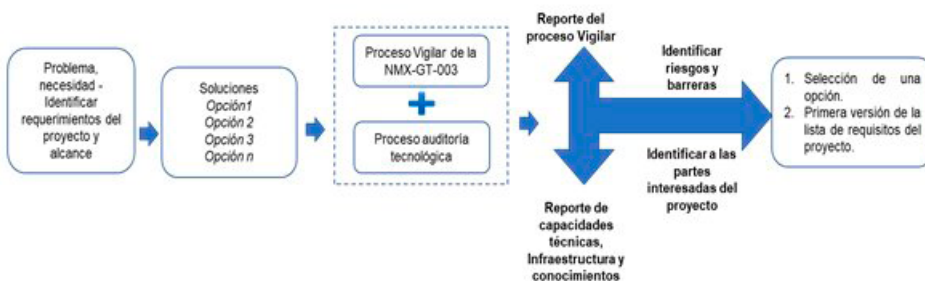 Problema,
necesidad -
Identificar
requerimientos del
proyecto y
alcance
Soluciones
Opción1
Opción 2
Opción 3
Opción n
Proceso Vigilar de la
NMX-GT-003
Proceso auditoría
tecnológica
Reporte del
proceso Vigilar
Reporte de
capacidades
técnicas,
Infraestructura y
conocimientos
Identificar
riesgos y
barreras
Identificar a las
partes
interesadas del
proyecto
1. Selección de una
opción.
2. Primera versión de la
lista de requisitos del
proyecto.